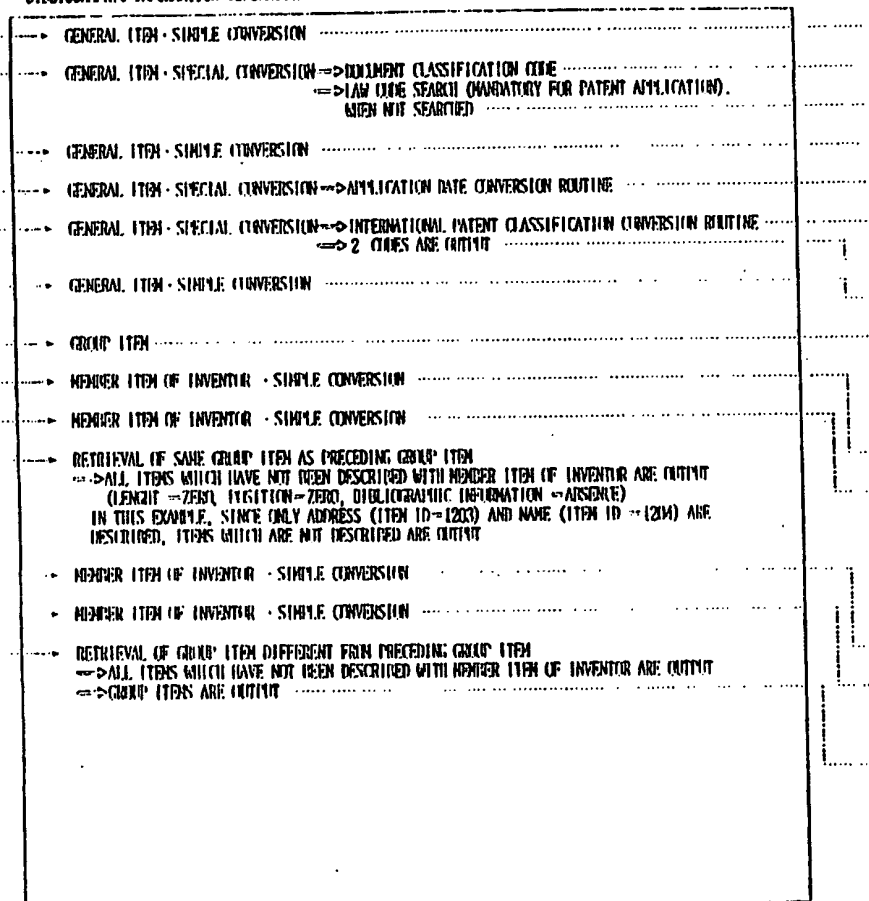 GENERAL ITEM · SIMPLE CONVERSION
GENERAL ITEM · SPECIAL CONVERSION=>DOCUMENT CLASSIFICATION CODE
=>LAW CODE SEARCH (MANDATORY FOR PATENT APPLICATION).
WHEN NOT SEARCHED
GENERAL ITEM · SIMPLE CONVERSION
GENERAL ITEM · SPECIAL CONVERSION=>APPLICATION DATE CONVERSION ROUTINE
GENERAL ITEM · SPECIAL CONVERSION=>INTERNATIONAL PATENT CLASSIFICATION CONVERSION ROUTINE
=>2 CODES ARE OUTPUT
GENERAL ITEM · SIMPLE CONVERSION
GROUP ITEM
MEMBER ITEM OF INVENTOR · SIMPLE CONVERSION
MEMBER ITEM OF INVENTOR · SIMPLE CONVERSION
RETRIEVAL OF SAME GROUP ITEM AS PRECEDING GROUP ITEM
=>ALL ITEMS WHICH HAVE NOT BEEN DESCRIBED WITH MEMBER ITEM OF INVENTOR ARE OUTPUT
(LENGHT =ZERO, POSITION=ZERO, BIBLIOGRAPHIC INFORMATION =ABSENCE)
IN THIS EXAMPLE, SINCE ONLY ADDRESS (ITEM ID=1203) AND NAME (ITEM ID =1204) ARE
DESCRIBED, ITEMS WHICH ARE NOT DESCRIBED ARE OUTPUT
MEMBER ITEM OF INVENTOR · SIMPLE CONVERSION
MEMBER ITEM OF INVENTOR · SIMPLE CONVERSION
RETRIEVAL OF GROUP ITEM DIFFERENT FROM PRECEDING GROUP ITEM
=>ALL ITEMS WHICH HAVE NOT BEEN DESCRIBED WITH MEMBER ITEM OF INVENTOR ARE OUTPUT
=>GROUP ITEMS ARE OUTPUT